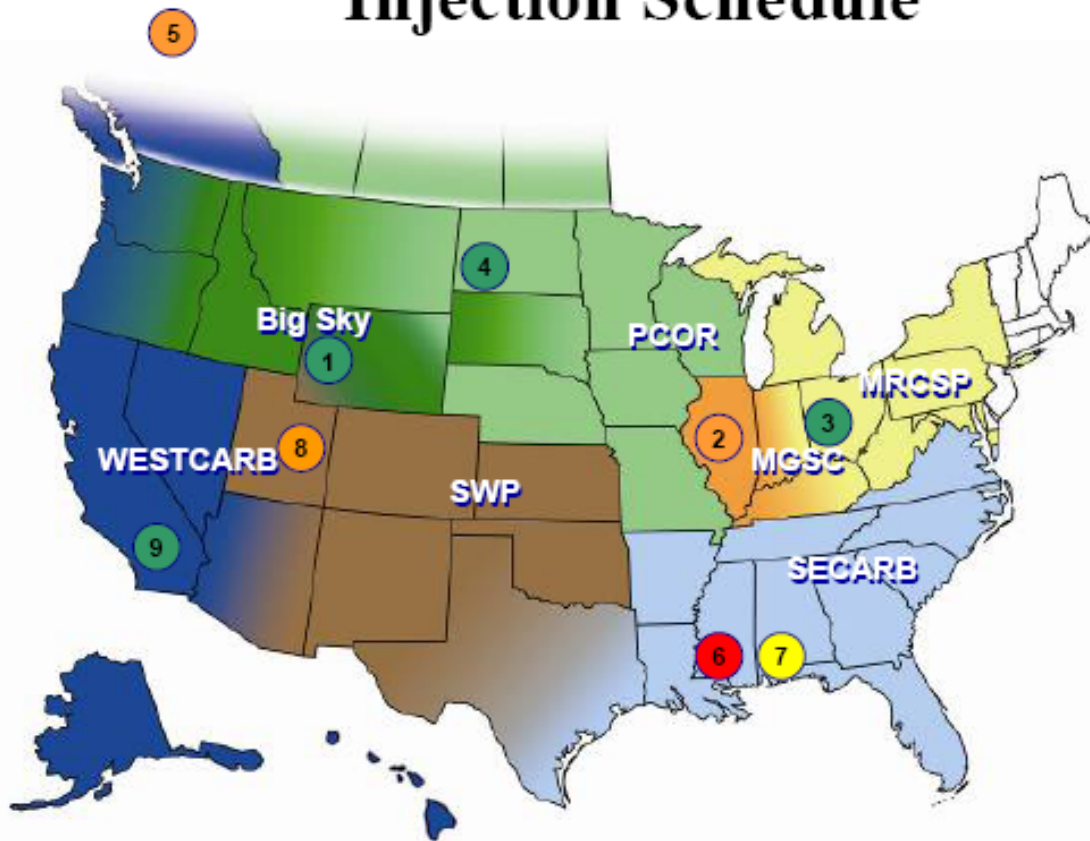 Injection Schedule
5
4
Big Sky
PCOR
1
MRCSP
2
3
8
WESTCARB
MGSC
SWP
9
SECARB
6
7